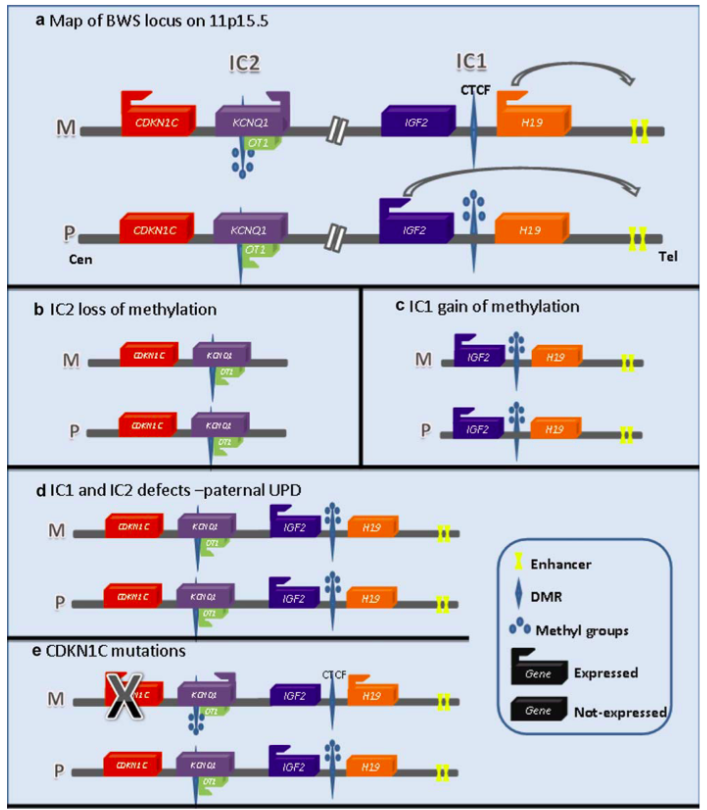 a Map of BWS locus on 11p15.5
IC2 IC1
CTCF
M CDKN1C KCNQ1 IGF2 H19
OT1
P CDKN1C KCNQ1 IGF2 H19
OT1
Cen Tel
b IC2 loss of methylation
M CDKN1C KCNQ1
OT1
P CDKN1C KCNQ1
OT1
c IC1 gain of methylation
M IGF2 H19
P IGF2 H19
d IC1 and IC2 defects –paternal UPD
M CDKN1C KCNQ1 IGF2 H19
OT1
P CDKN1C KCNQ1 IGF2 H19
OT1
e CDKN1C mutations
CTCF
M N1C KCNQ1 IGF2 H19
OT1
P CDKN1C KCNQ1 IGF2 H19
OT1
Enhancer
DMR
Methyl groups
Gene Expressed
Gene Not-expressed